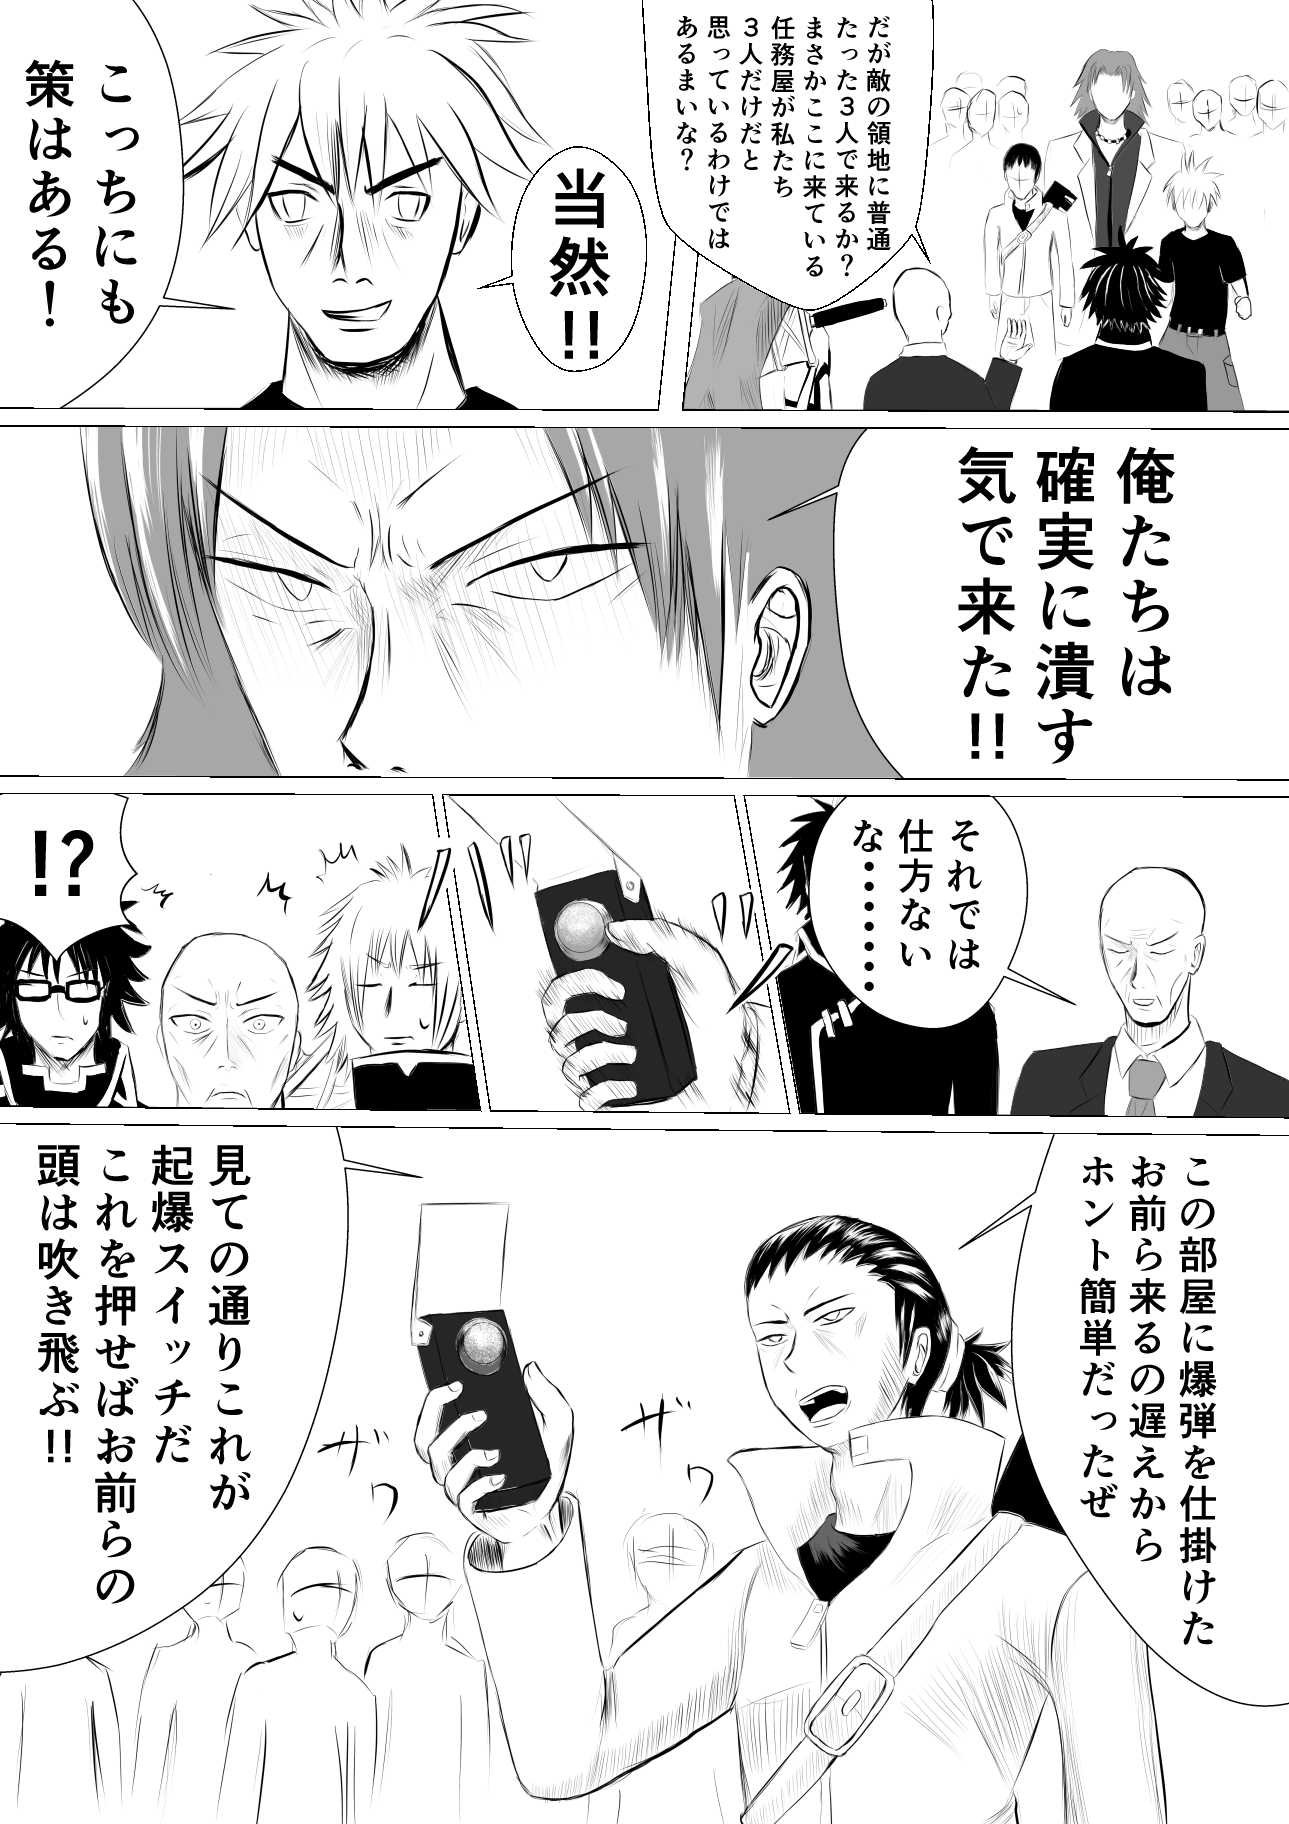 だが敵の領地に普通
たった３人で来るか？
まさかここに来ている
任務屋が私たち
３人だけだと
思っているわけでは
あるまいな？
当然!!
こっちにも
策はある！
俺たちは
確実に潰す
気で来た!!
それでは
仕方ない
な……
!?
この部屋に爆弾を仕掛けた
お前ら来るの遅えから
ホント簡単だったぜ
ザワ
ザワ
見ての通りこれが
起爆スイッチだ
これを押せばお前らの
頭は吹き飛ぶ!!